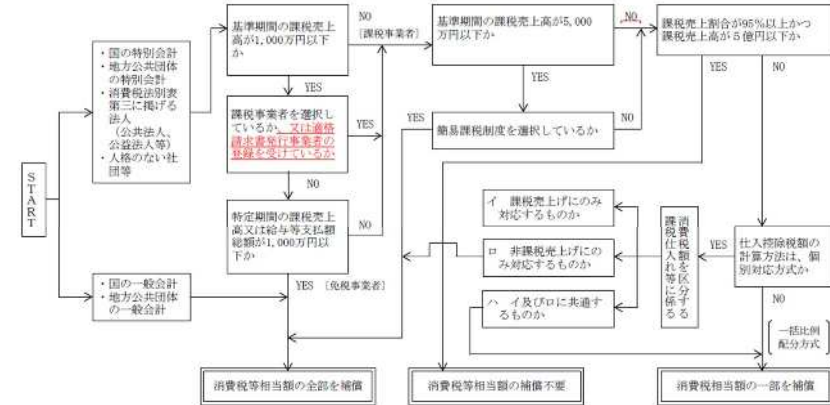 START
・国の特別会計
・地方公共団体
の特別会計
・消費税法別表
第三に掲げる
法人
（公共法人、
公益法人等）
・人格のない社
団等
・国の一般会計
・地方公共団体
の一般会計
基準期間の課税売上
高が1,000万円以下
か
NO
［課税事業者］
YES
課税事業者を選択し
ているか、又は適格
請求書発行事業者の
登録を受けているか
YES
NO
特定期間の課税売上
高又は給与等支払額
総額が1,000万円以下
か
NO
YES ［免税事業者］
基準期間の課税売上高が5,000
万円以下か
NO
YES
簡易課税制度を選択しているか
NO
YES
課税売上割合が95％以上かつ
課税売上高が５億円以下か
YES
NO
仕入控除税額の
計算方法は、個
別対応方式か
YES
NO
課税仕入れ等に係る
消費税額を区分する
イ 課税売上げにのみ
対応するものか
ロ 非課税売上げにの
み対応するものか
ハ イ及びロに共通す
るものか
一括比例
配分方式
消費税等相当額の全部を補償
消費税等相当額の補償不要
消費税相当額の一部を補償